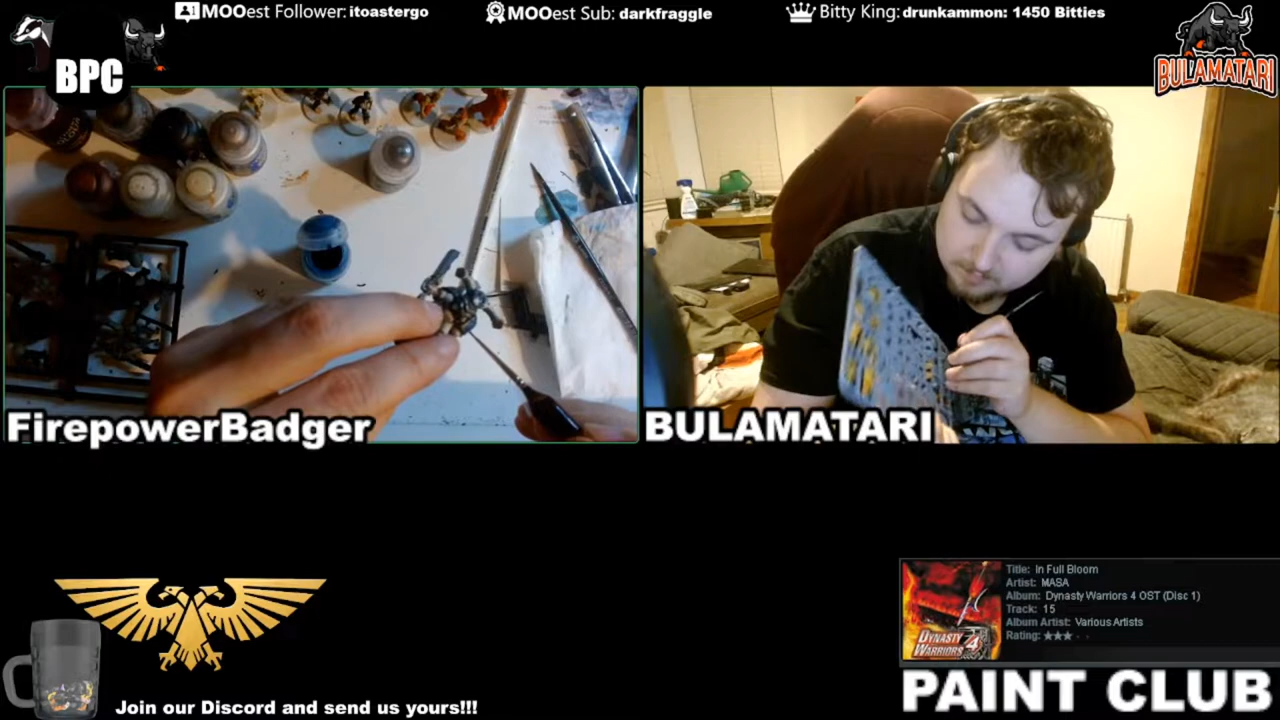 MOOest Follower: itoastergo
MOOest Sub: darkfraggle
Bitty King: drunkammon: 1450 Bitties
BPC
BULAMATARI
FirepowerBadger
BULAMATARI
Title: In Full Bloom
Artist: MASA
Album: Dynasty Warriors 4 OST (Disc 1)
Track: 15
Album Artist: Various Artists
Rating:
DYNASTY
WARRIORS 4
Join our Discord and send us yours!!!
PAINT CLUB